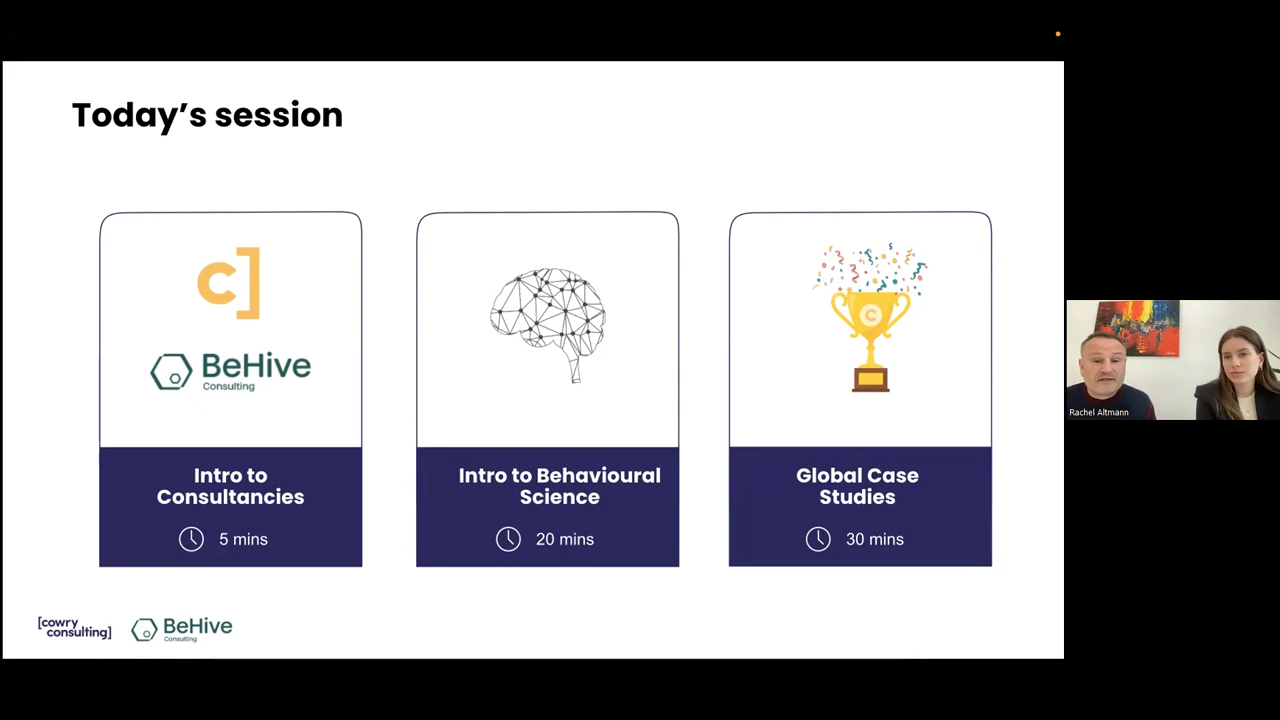 Today's session
c]
BeHive
Consulting
C
Intro to
Consultancies
5 mins
Intro to Behavioural
Science
20 mins
Global Case
Studies
30 mins
[cowry
consulting]
BeHive
Consulting
Rachel Altmann